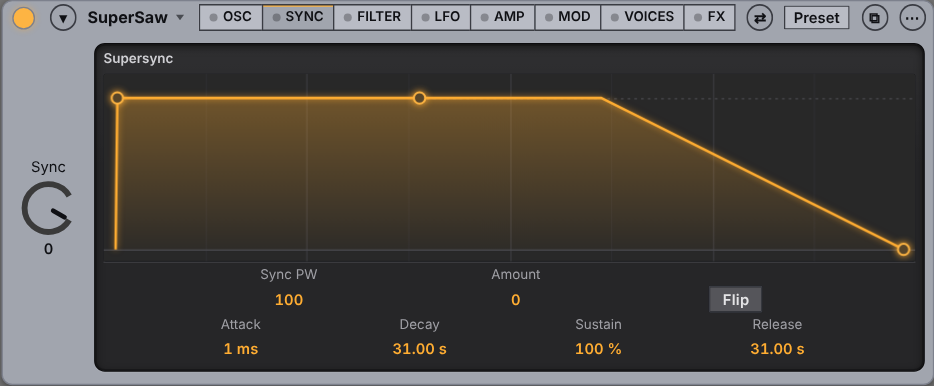 SuperSaw
OSC SYNC FILTER LFO AMP MOD VOICES FX
Preset
Supersync
Sync
0
Sync PW Amount
100 0 Flip
Attack Decay Sustain Release
1 ms 31.00 s 100 % 31.00 s